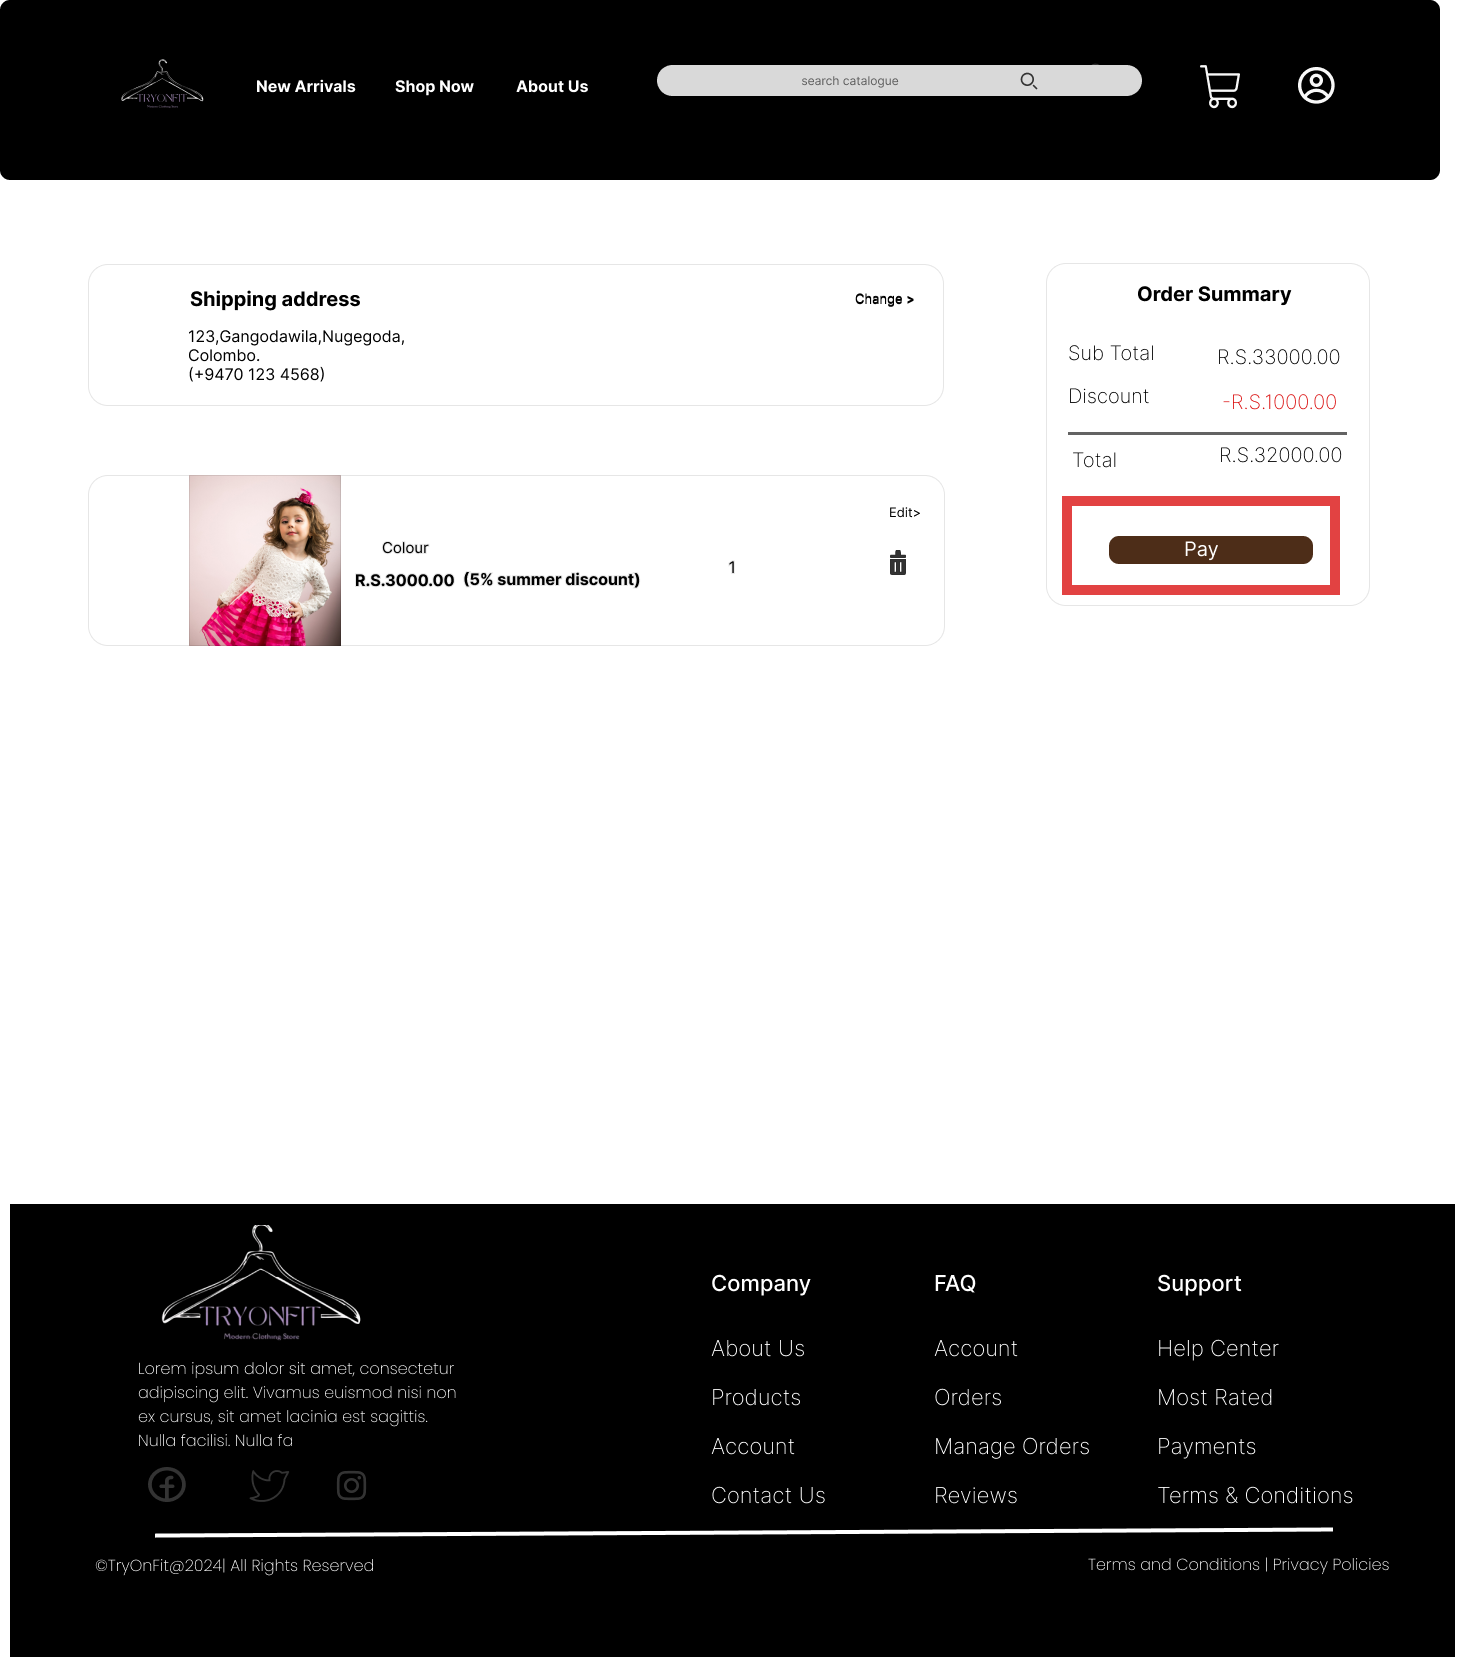 TRYONFIT
New Arrivals
Shop Now
About Us
search catalogue
Shipping address
Change >
123,Gangodawila,Nugegoda,
Colombo.
(+9470 123 4568)
Order Summary
Sub Total R.S.33000.00
Discount -R.S.1000.00
Total R.S.32000.00
Pay
Edit>
Colour
R.S.3000.00 (5% summer discount)
1
TRYONFIT
Modern Clothing Store
Lorem ipsum dolor sit amet, consectetur
adipiscing elit. Vivamus euismod nisi non
ex cursus, sit amet lacinia est sagittis.
Nulla facilisi. Nulla fa
Company
About Us
Products
Account
Contact Us
FAQ
Account
Orders
Manage Orders
Reviews
Support
Help Center
Most Rated
Payments
Terms & Conditions
©TryOnFit@2024| All Rights Reserved
Terms and Conditions | Privacy Policies